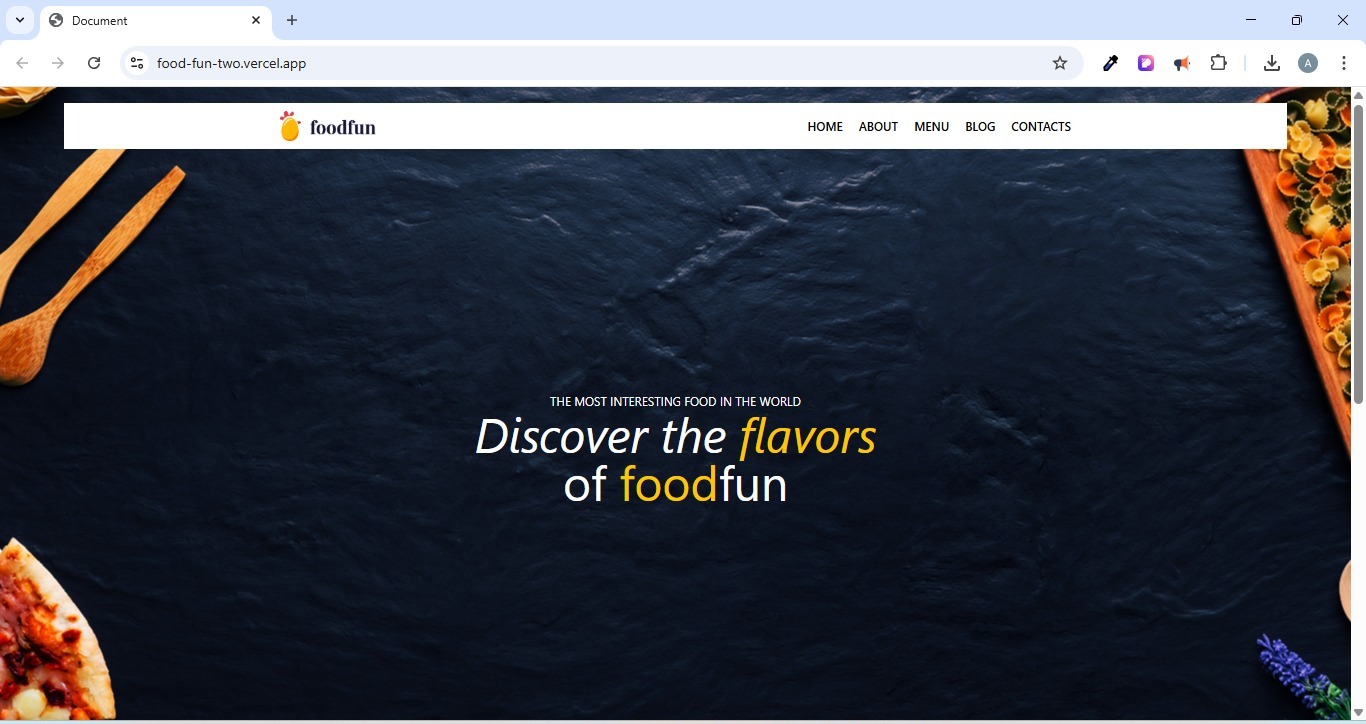 Document
food-fun-two.vercel.app
A
foodfun
HOME ABOUT MENU BLOG CONTACTS
THE MOST INTERESTING FOOD IN THE WORLD
Discover the flavors
of foodfun